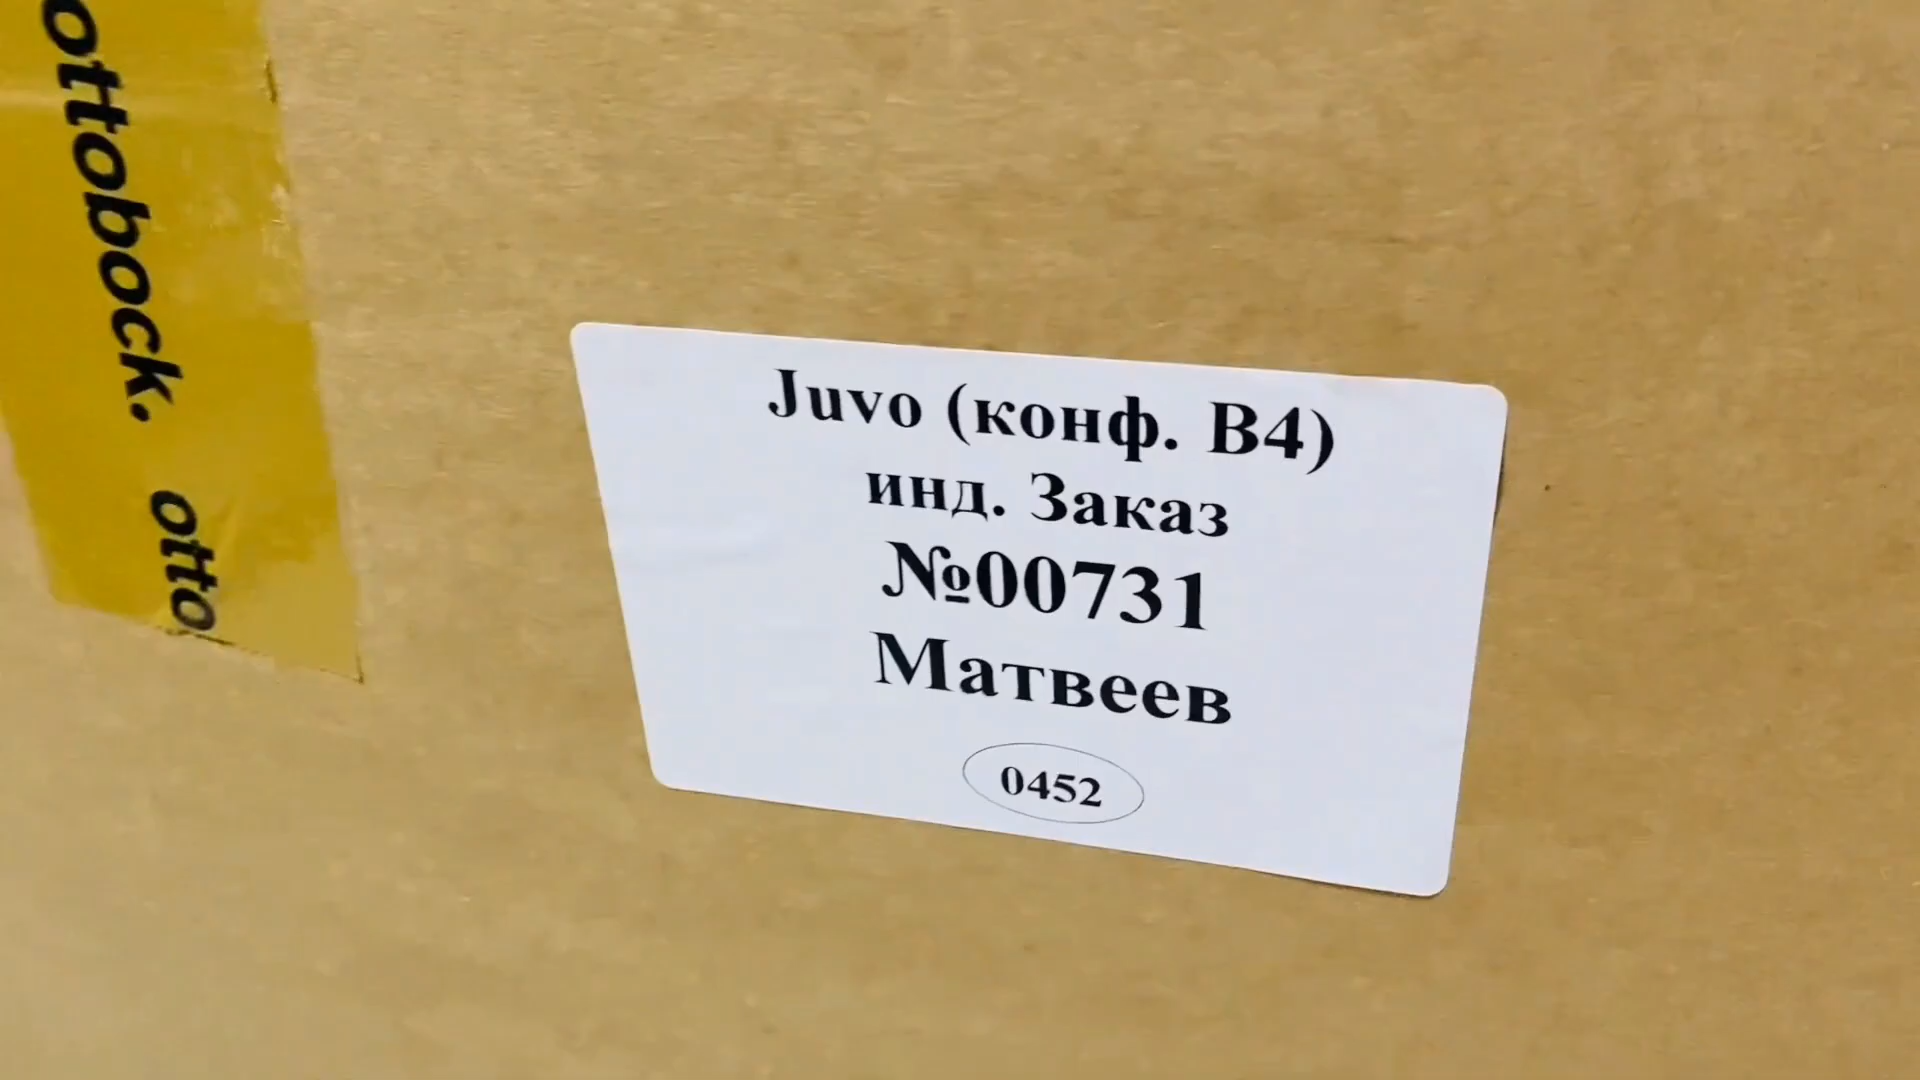 ottobock. otto
Juvo (конф. B4)
инд. Заказ
№00731
Матвеев
0452